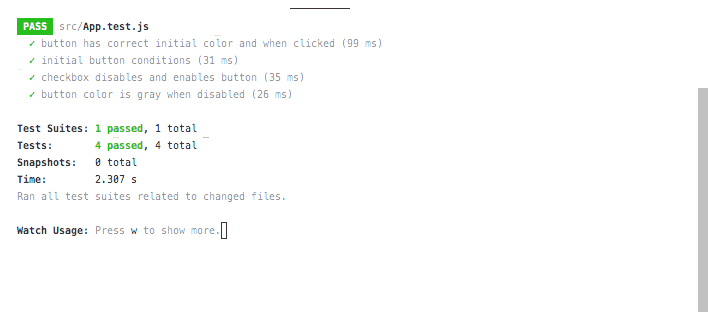 PASS src/App.test.js
✓ button has correct initial color and when clicked (99 ms)
✓ initial button conditions (31 ms)
✓ checkbox disables and enables button (35 ms)
✓ button color is gray when disabled (26 ms)
Test Suites: 1 passed, 1 total
Tests: 4 passed, 4 total
Snapshots: 0 total
Time: 2.307 s
Ran all test suites related to changed files.
Watch Usage: Press w to show more.